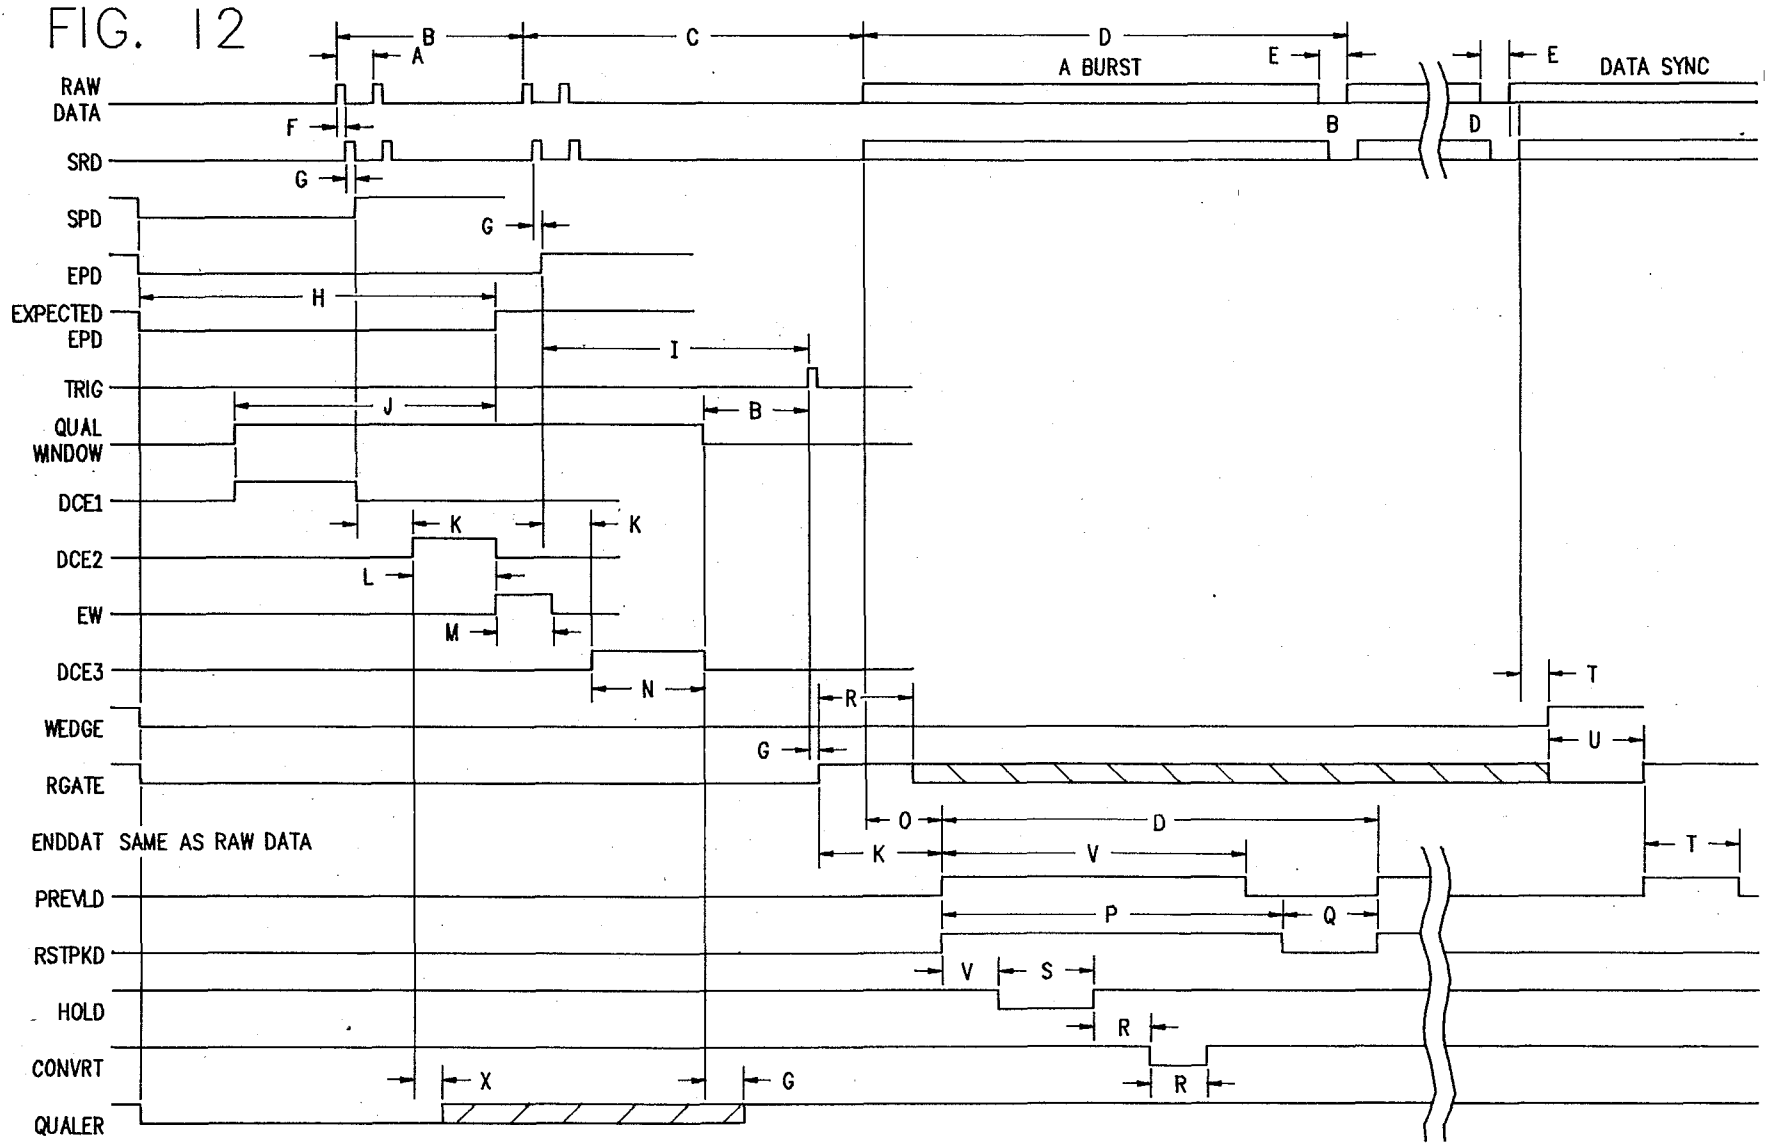 FIG. 12
B
C
D
A
E
E
RAW
DATA
A BURST
DATA SYNC
F
B
D
SRD
G
SPD
G
EPD
H
EXPECTED
EPD
I
TRIG
J
B
QUAL
WINDOW
DCE1
K
K
DCE2
L
EW
M
DCE3
N
T
R
WEDGE
G
U
RGATE
O
D
ENDDAT SAME AS RAW DATA
K
V
T
PREVLD
P
Q
RSTPKD
V
S
HOLD
R
CONVRT
X
G
R
QUALER